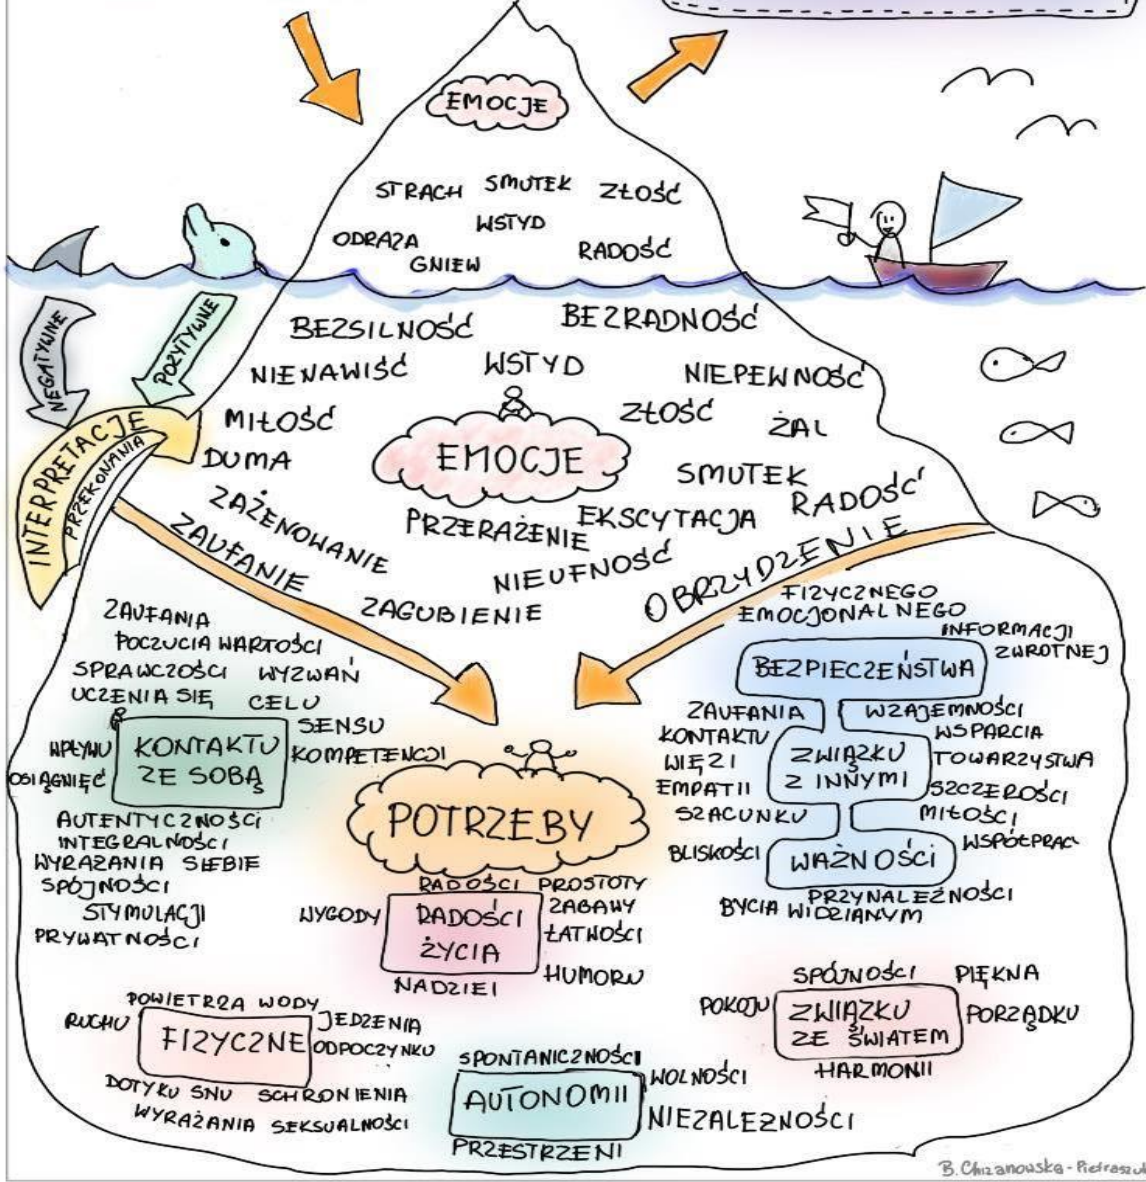 EMOCJE
STRACH SMUTEK ZŁOŚĆ
WSTYD
ODRAZA
GNIEW
RADOŚĆ
NEGATYWNE
POZYTYWNE
INTERPRETACJE
PRZEKONANIA
BEZSILNOŚĆ
BEZRADNOŚĆ
NIENAWIŚĆ
WSTYD
NIEPEWNOŚĆ
MIŁOŚĆ
ZŁOŚĆ
ŻAL
DUMA
EMOCJE
SMUTEK
RADOŚĆ
ZAŻENOWANIE
PRZERAŻENIE
EKSCYTACJA
ZAUFANIE
NIEUFNOŚĆ
OBRZYDZENIE
ZAGUBIENIE
ZAUFANIA
POCZUCIA WARTOŚCI
SPRAWCZOŚCI WYZWAŃ
UCZENIA SIĘ CELU
SENSU
WPŁYWU
KONTAKTU
ZE SOBĄ
KOMPETENCJI
OSIĄGNIĘĆ
AUTENTYCZNOŚCI
INTEGRALNOŚCI
WYRAŻANIA SIEBIE
SPÓJNOŚCI
STYMULACJI
PRYWATNOŚCI
FIZYCZNEGO
EMOCJONALNEGO
INFORMACJI
ZWROTNEJ
BEZPIECZEŃSTWA
ZAUFANIA
WZAJEMNOŚCI
KONTAKTU
WSPARCIA
WIĘZI
ZWIĄZKU
Z INNYMI
TOWARZYSTWA
EMPATII
SZCZEROŚCI
SZACUNKU
MIŁOŚCI
BLISKOŚCI
WAŻNOŚCI
WSPÓŁPRAC
PRZYNALEŻNOŚCI
BYCIA WIDZIANYM
POTRZEBY
RADOŚCI PROSTOTY
WYGODY
RADOŚCI
ŻYCIA
ZABAWY
ŁATWOŚCI
HUMORU
NADZIEI
POWIETRZA WODY
RUCHU
FIZYCZNE
JEDZENIA
ODPOCZYNKU
DOTYKU SNU SCHRONIENIA
WYRAŻANIA SEKSUALNOŚCI
SPONTANICZNOŚCI
AUTONOMII
WOLNOŚCI
NIEZALEŻNOŚCI
PRZESTRZENI
SPÓJNOŚCI PIĘKNA
POKOJU
ZWIĄZKU
ZE ŚWIATEM
PORZĄDKU
HARMONII
B. Chrzanowska-Pietraszuk